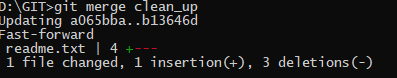 D:\GIT>git merge clean_up
Updating a065bba..b13646d
Fast-forward
 readme.txt | 4 +---
 1 file changed, 1 insertion(+), 3 deletions(-)